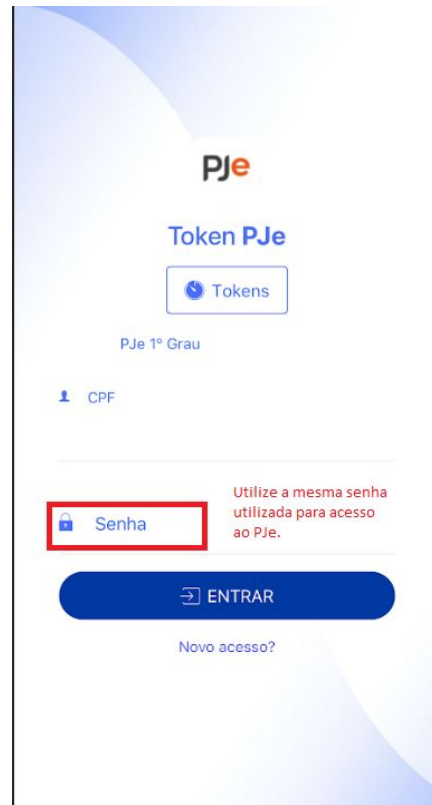 PJe
Token PJe
Tokens
PJe 1º Grau
CPF
Senha
Utilize a mesma senha
utilizada para acesso
ao PJe.
ENTRAR
Novo acesso?